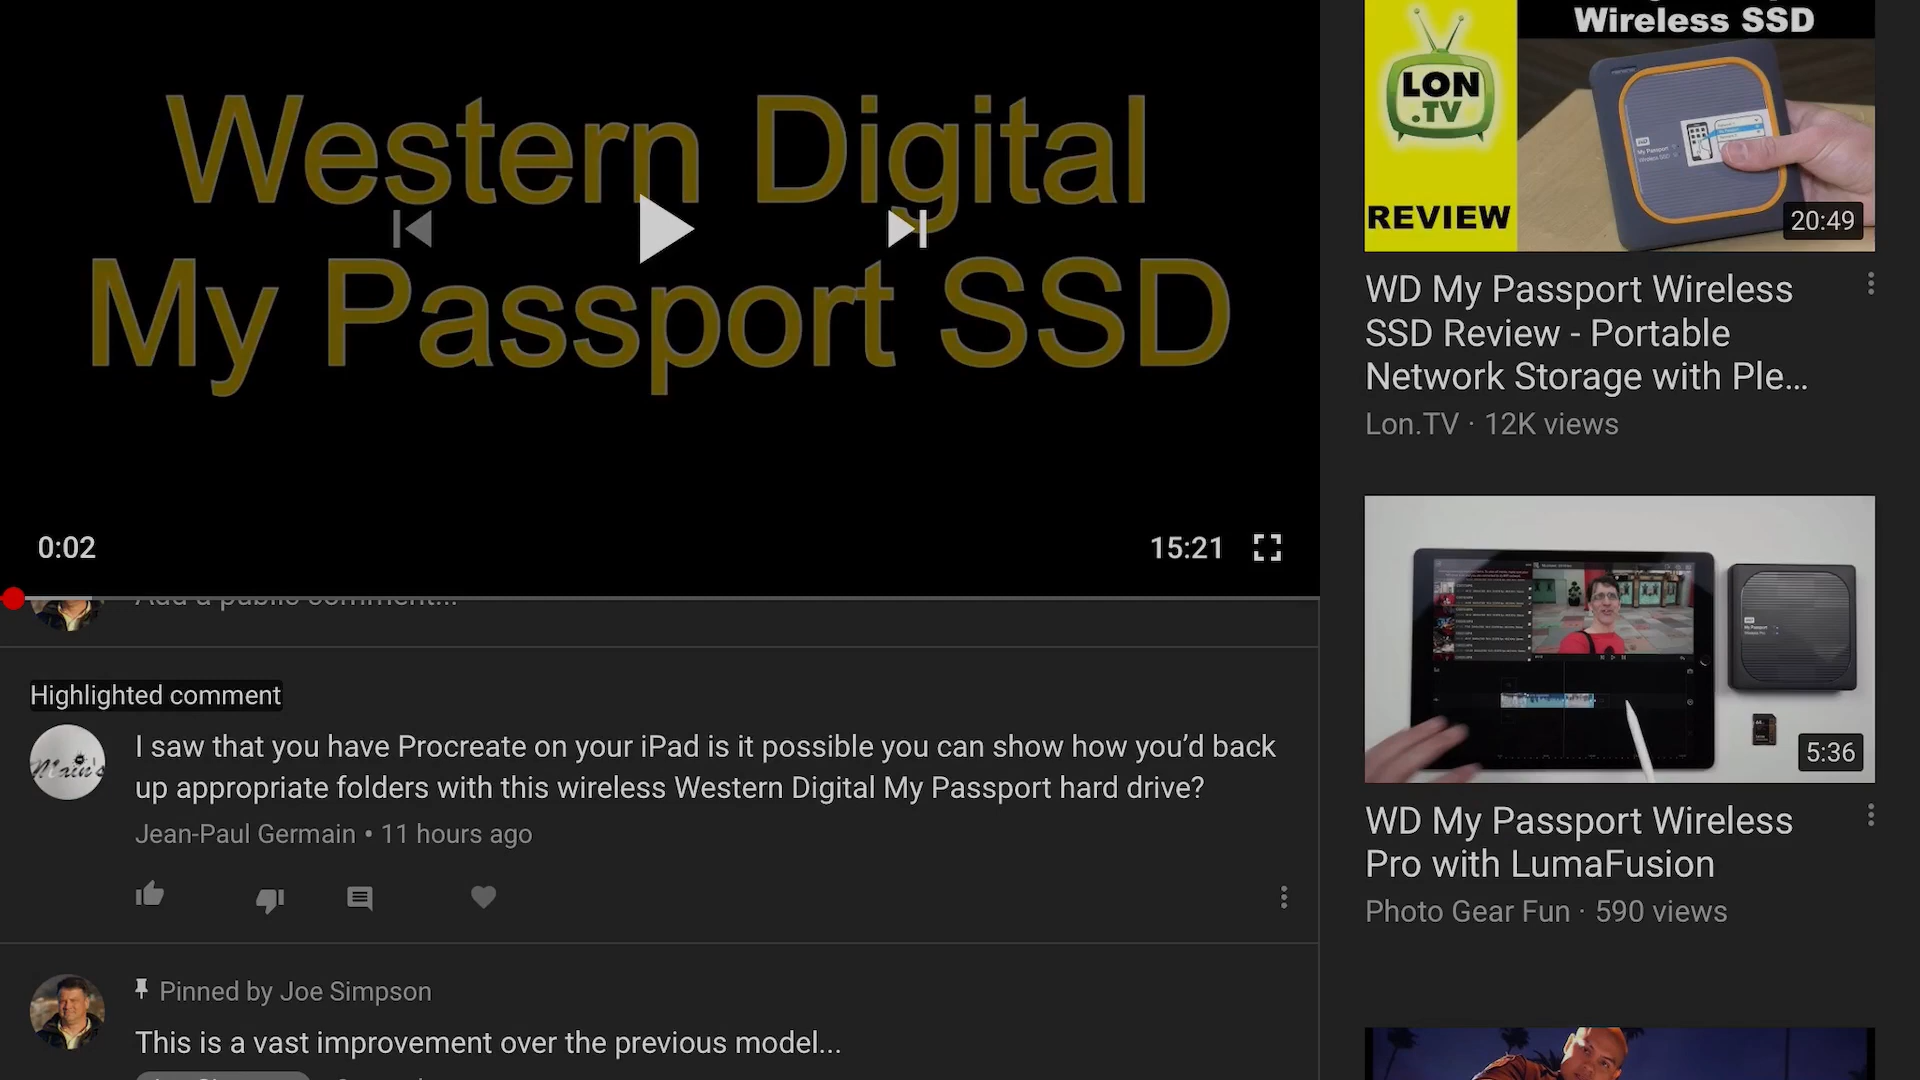 Western Digital
My Passport SSD
0:02
15:21
Add a public comment...
Highlighted comment
I saw that you have Procreate on your iPad is it possible you can show how you’d back
up appropriate folders with this wireless Western Digital My Passport hard drive?
Jean-Paul Germain • 11 hours ago
Pinned by Joe Simpson
This is a vast improvement over the previous model...
Wireless SSD
LON
.TV
REVIEW
20:49
WD My Passport Wireless
SSD Review - Portable
Network Storage with Ple...
Lon.TV · 12K views
5:36
WD My Passport Wireless
Pro with LumaFusion
Photo Gear Fun · 590 views